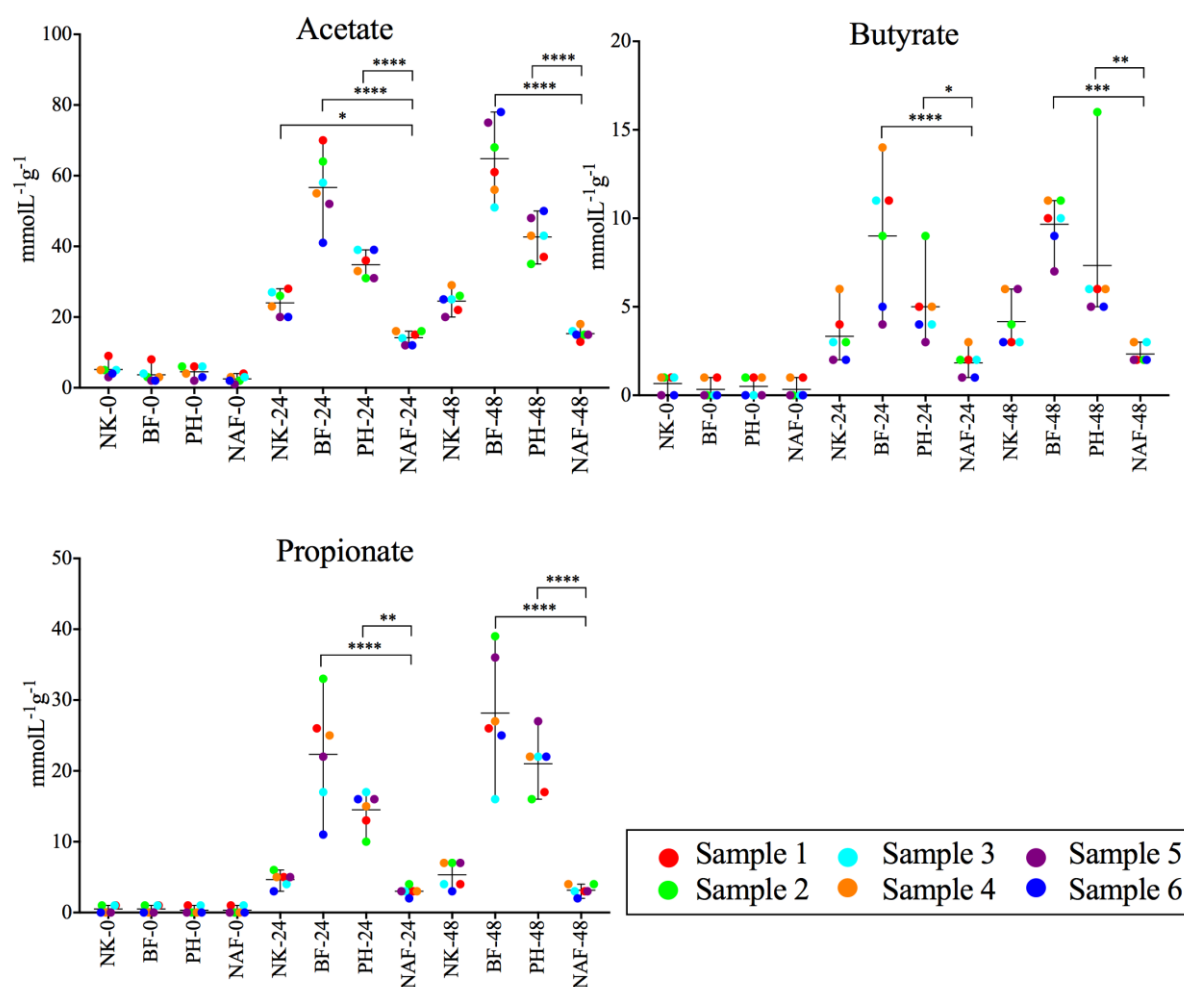 Acetate
100
80
60
40
20
0
mmolL⁻¹g⁻¹
****
****
*
****
****
NK-0
BF-0
PH-0
NAF-0
NK-24
BF-24
PH-24
NAF-24
NK-48
BF-48
PH-48
NAF-48
Butyrate
20
15
10
5
0
mmolL⁻¹g⁻¹
*
****
**
***
NK-0
BF-0
PH-0
NAF-0
NK-24
BF-24
PH-24
NAF-24
NK-48
BF-48
PH-48
NAF-48
Propionate
50
40
30
20
10
0
mmolL⁻¹g⁻¹
**
****
****
****
NK-0
BF-0
PH-0
NAF-0
NK-24
BF-24
PH-24
NAF-24
NK-48
BF-48
PH-48
NAF-48
Sample 1 Sample 3 Sample 5
Sample 2 Sample 4 Sample 6